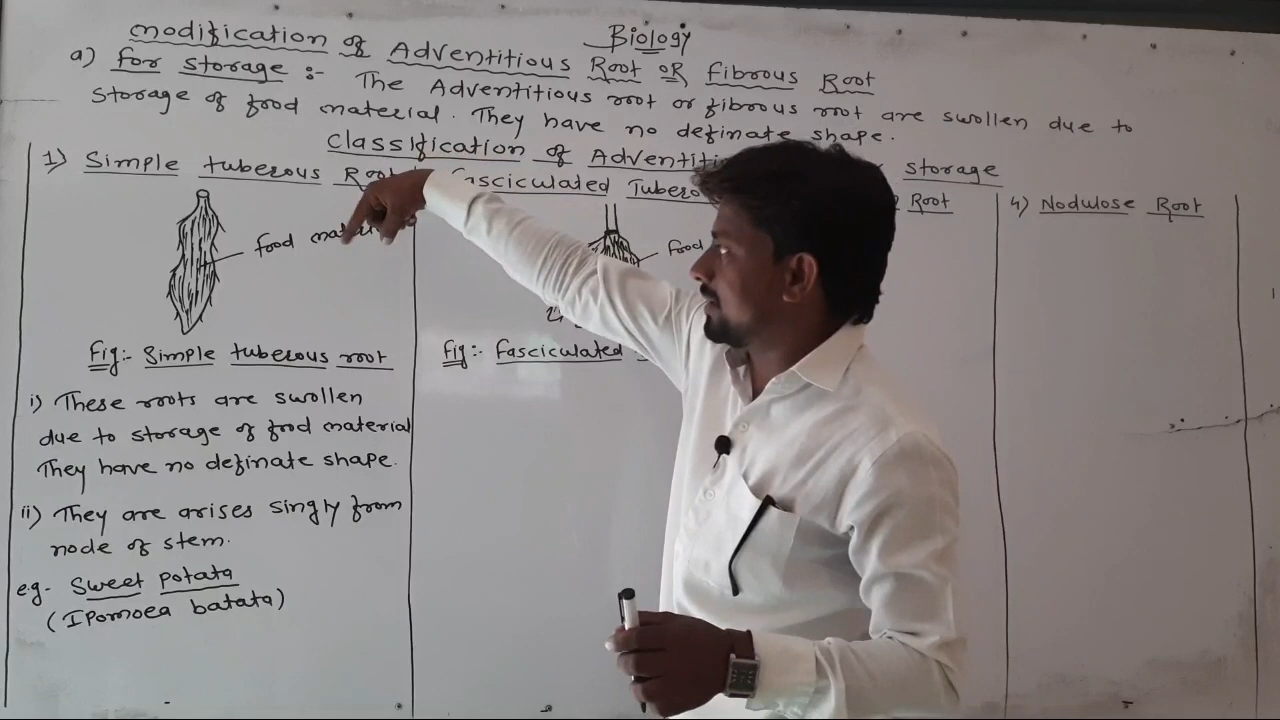 Biology
modification of Adventitious Root OR fibrous Root
a) for storage :- The Adventitious root or fibrous root are swollen due to
storage of food material. They have no definate shape.
Classification of storage
1) Simple tuberous Root
food
Fig:- Simple tuberous root
i) These roots are swollen
due to storage of food material
They have no definate shape.
ii) They are arises singly from
node of stem.
e.g- Sweet potata
(Ipomoea batata)
Fasciculated
food
Fig:- Fasciculated
Root
4) Nodulose Root